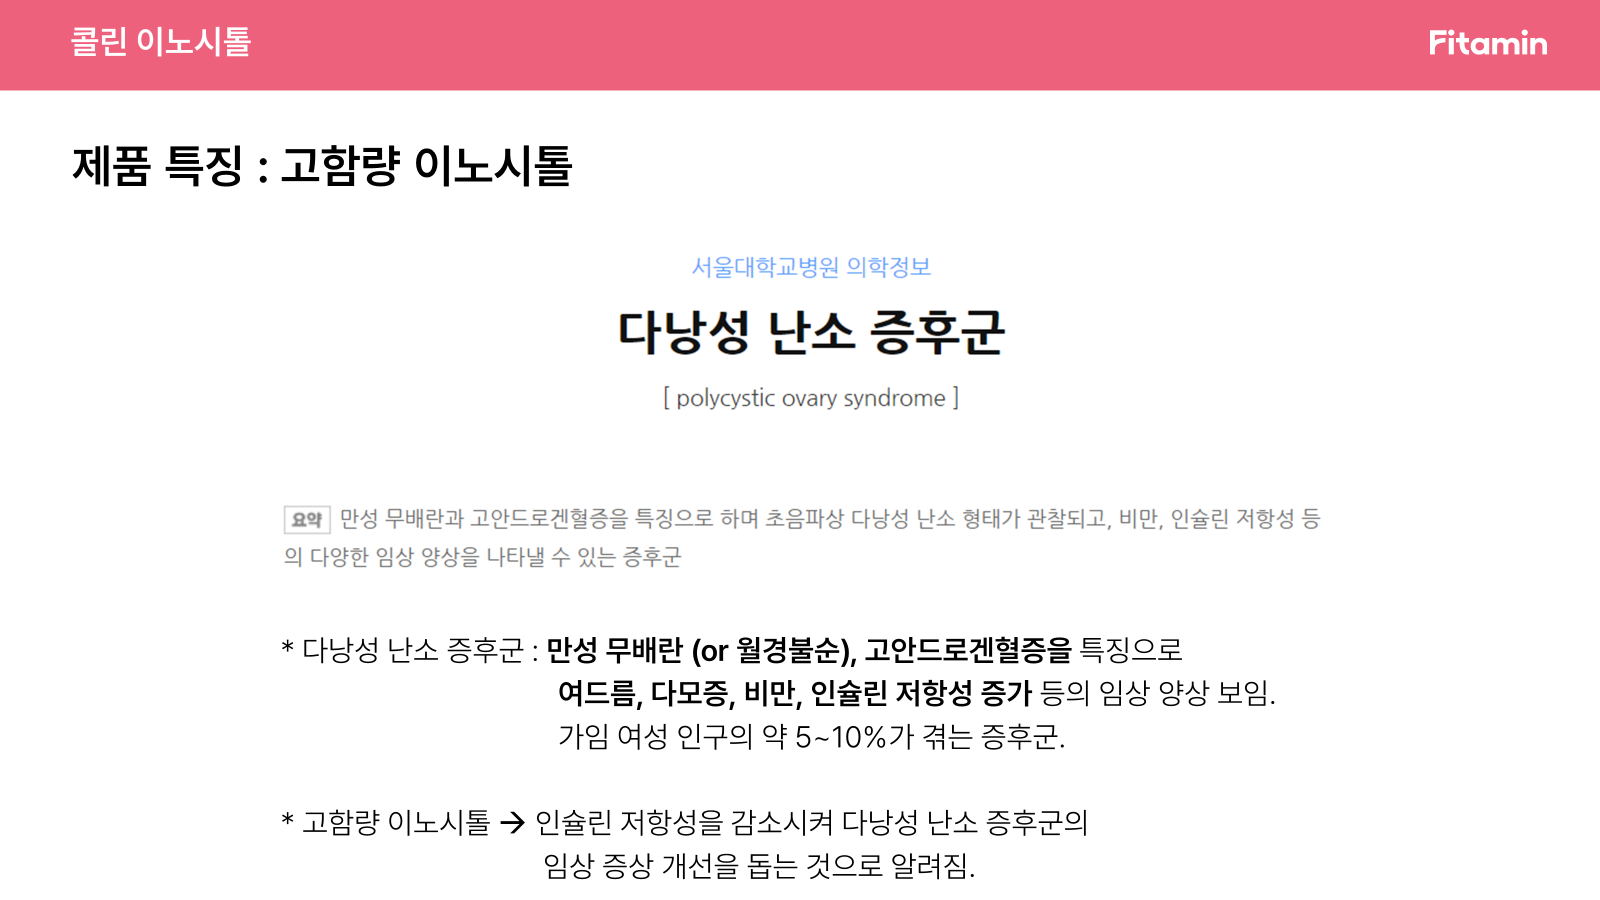 콜린 이노시톨
Fitamin
제품 특징 : 고함량 이노시톨
서울대학교병원 의학정보
다낭성 난소 증후군
[ polycystic ovary syndrome ]
요약 만성 무배란과 고안드로겐혈증을 특징으로 하며 초음파상 다낭성 난소 형태가 관찰되고, 비만, 인슐린 저항성 등
의 다양한 임상 양상을 나타낼 수 있는 증후군
* 다낭성 난소 증후군 : 만성 무배란 (or 월경불순), 고안드로겐혈증을 특징으로
여드름, 다모증, 비만, 인슐린 저항성 증가 등의 임상 양상 보임.
가임 여성 인구의 약 5~10%가 겪는 증후군.
* 고함량 이노시톨 → 인슐린 저항성을 감소시켜 다낭성 난소 증후군의
임상 증상 개선을 돕는 것으로 알려짐.